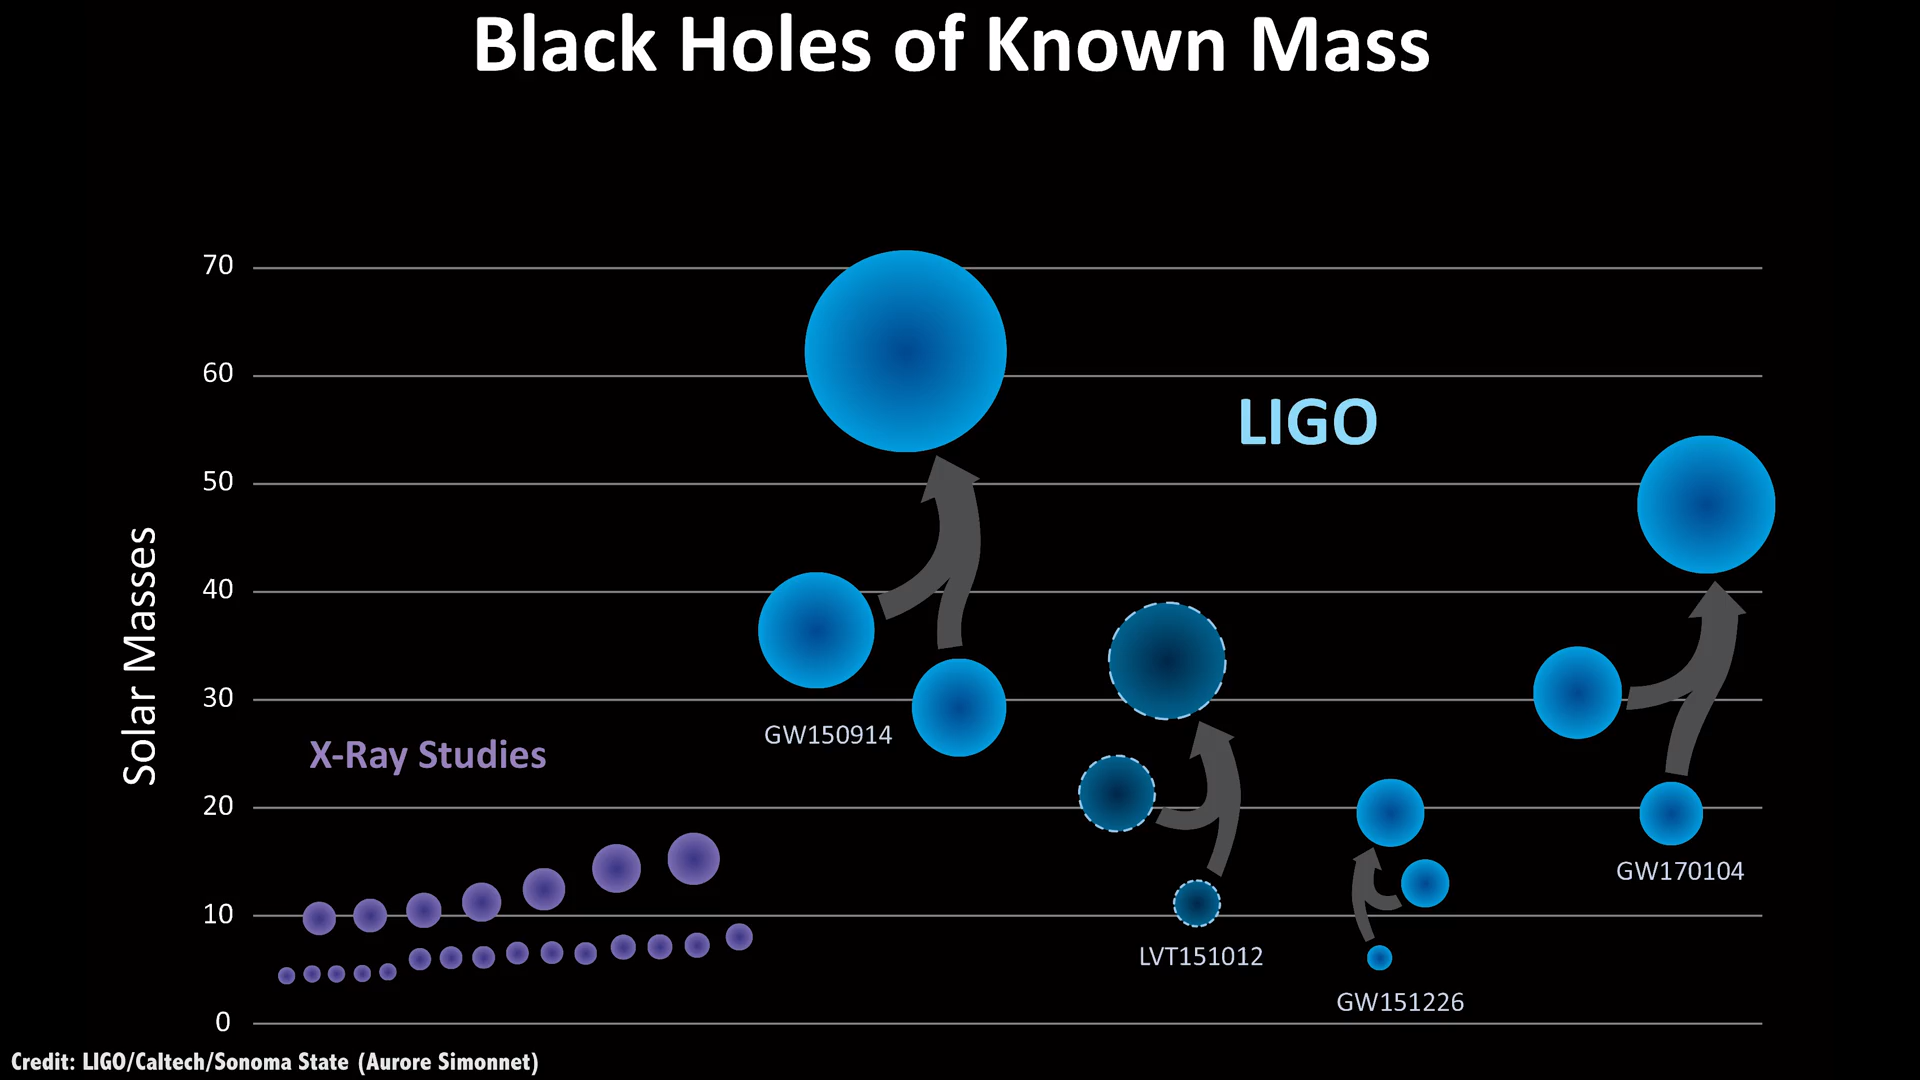 Black Holes of Known Mass
70
60
50
40
30
20
10
0
Solar Masses
LIGO
X-Ray Studies
GW150914
LVT151012
GW151226
GW170104
Credit: LIGO/Caltech/Sonoma State (Aurore Simonnet)